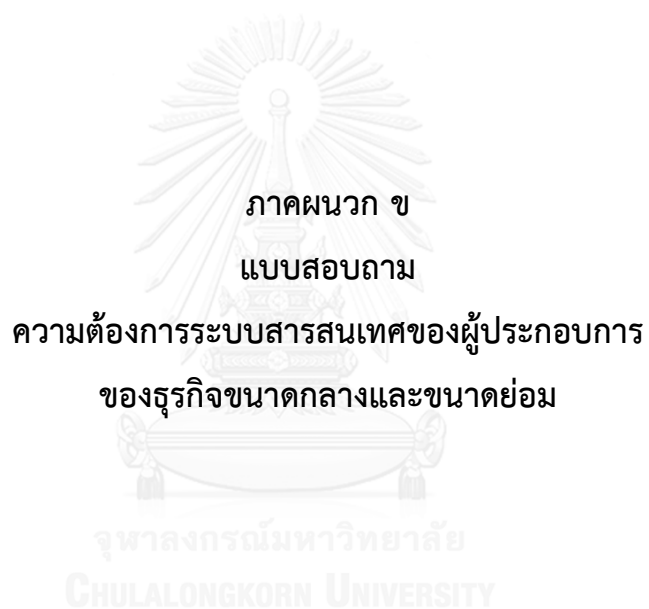 ภาคผนวก ข
แบบสอบถาม
ความต้องการระบบสารสนเทศของผู้ประกอบการ
ของธุรกิจขนาดกลางและขนาดย่อม
จุฬาลงกรณ์มหาวิทยาลัย
CHULALONGKORN UNIVERSITY